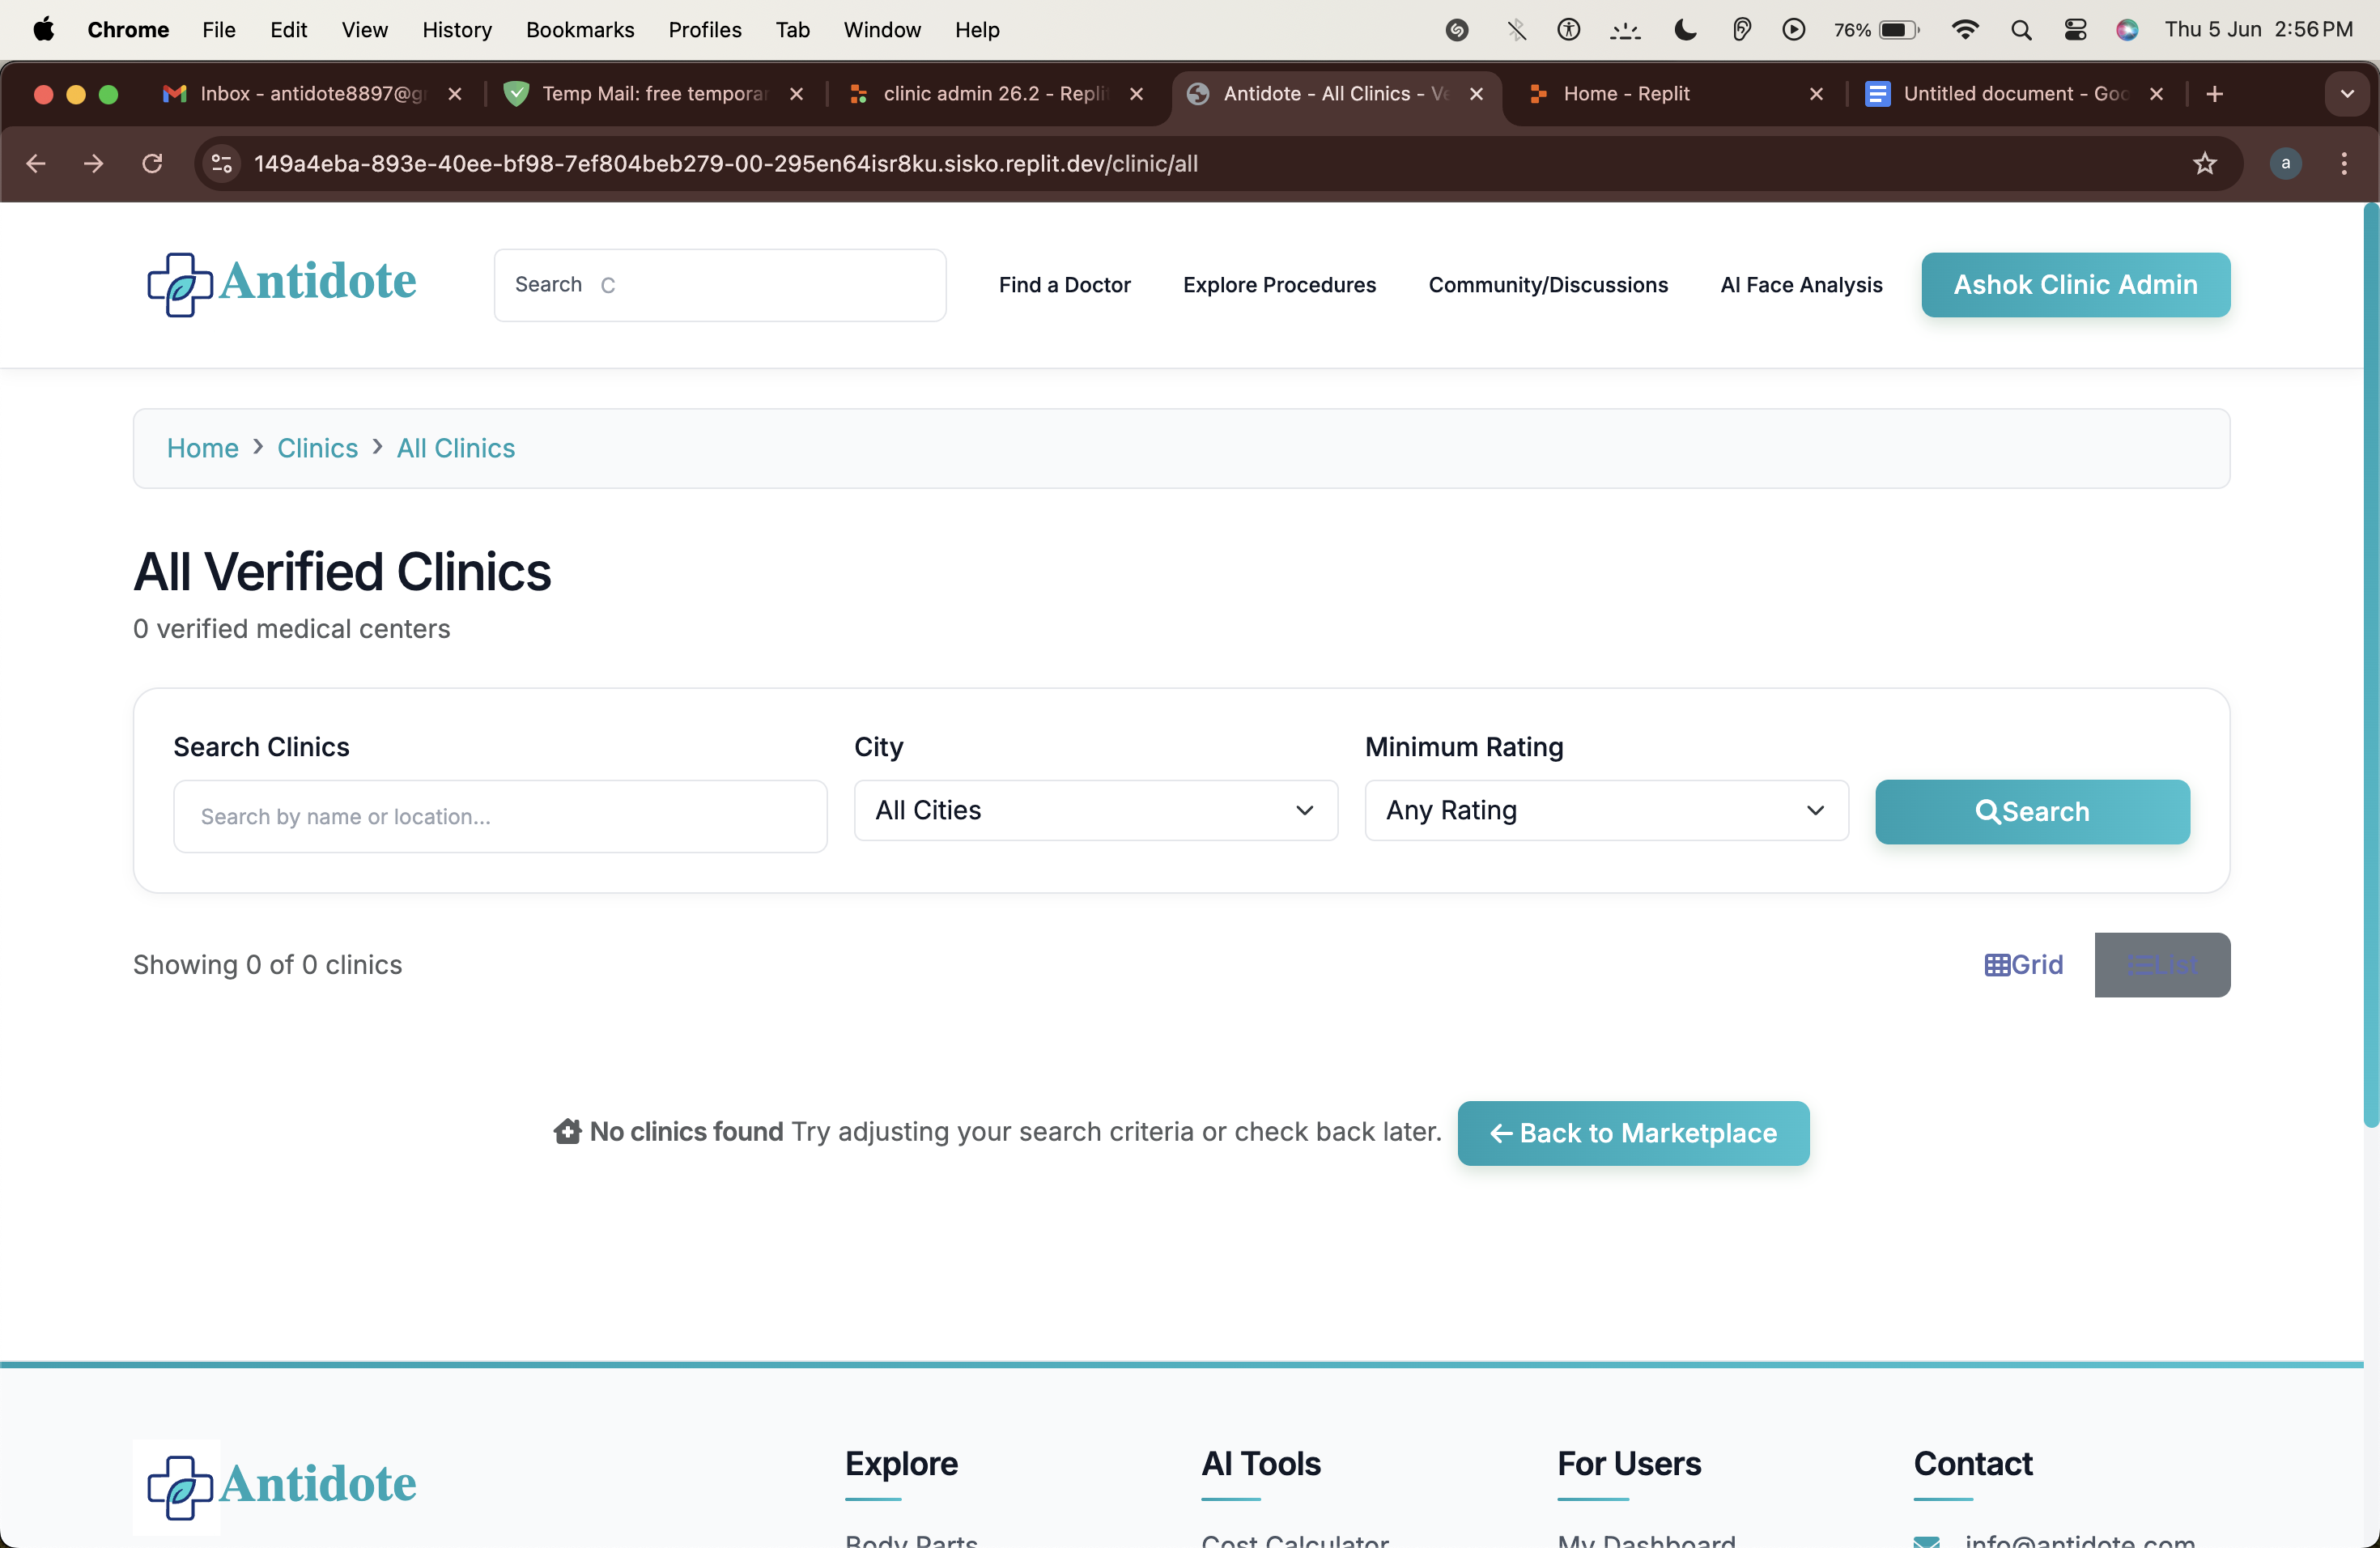 Chrome File Edit View History Bookmarks Profiles Tab Window Help 76% Thu 5 Jun 2:56 PM
Inbox - antidote8897@g Temp Mail: free tempora clinic admin 26.2 - Repli Antidote - All Clinics - Ve Home - Replit Untitled document - Goo
149a4eba-893e-40ee-bf98-7ef804beb279-00-295en64isr8ku.sisko.replit.dev/clinic/all a
Antidote Search C Find a Doctor Explore Procedures Community/Discussions AI Face Analysis Ashok Clinic Admin
Home > Clinics > All Clinics
All Verified Clinics
0 verified medical centers
Search Clinics City Minimum Rating
Search by name or location... All Cities Any Rating Search
Showing 0 of 0 clinics Grid List
No clinics found Try adjusting your search criteria or check back later. Back to Marketplace
Antidote Explore AI Tools For Users Contact
Body Parts Cost Calculator My Dashboard info@antidote.com